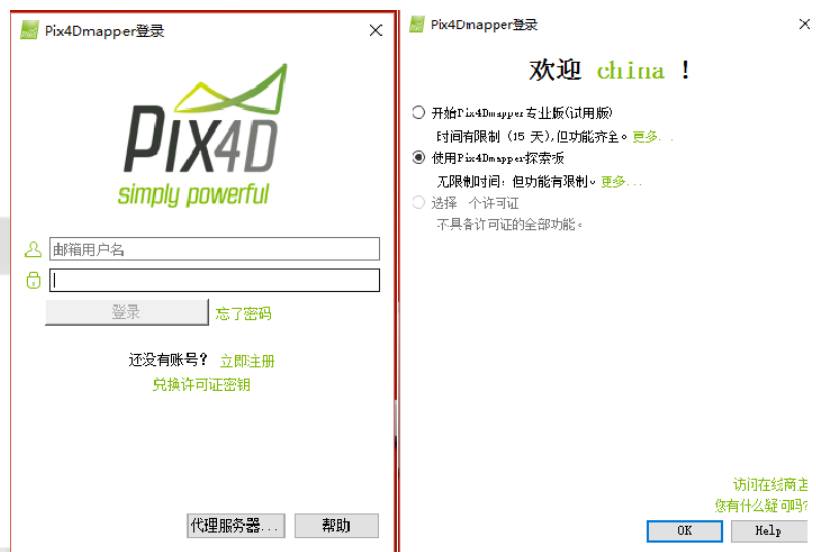 Pix4Dmapper登录
PIX4D
simply powerful
邮箱用户名
登录
忘了密码
还没有账号? 立即注册
兑换许可证密钥
代理服务器...
帮助
Pix4Dmapper登录
欢迎 china !
开始Pix4Dmapper专业版(试用版)
时间有限制 (15 天),但功能齐全。更多...
使用Pix4Dmapper探索版
无限制时间,但功能有限制。更多...
选择一个许可证
不具备许可证的全部功能。
访问在线商店
您有什么疑问吗?
OK
Help